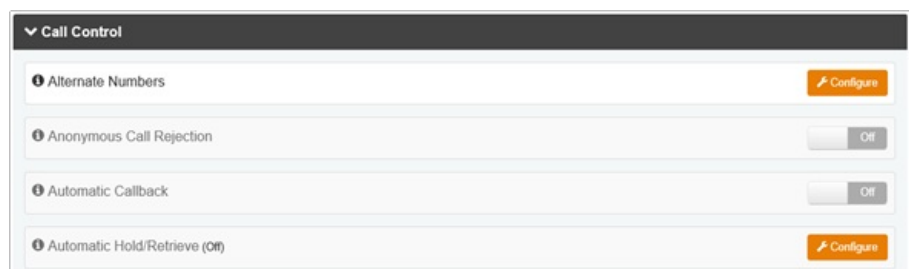 Call Control
Alternate Numbers Configure
Anonymous Call Rejection Off
Automatic Callback Off
Automatic Hold/Retrieve (Off) Configure